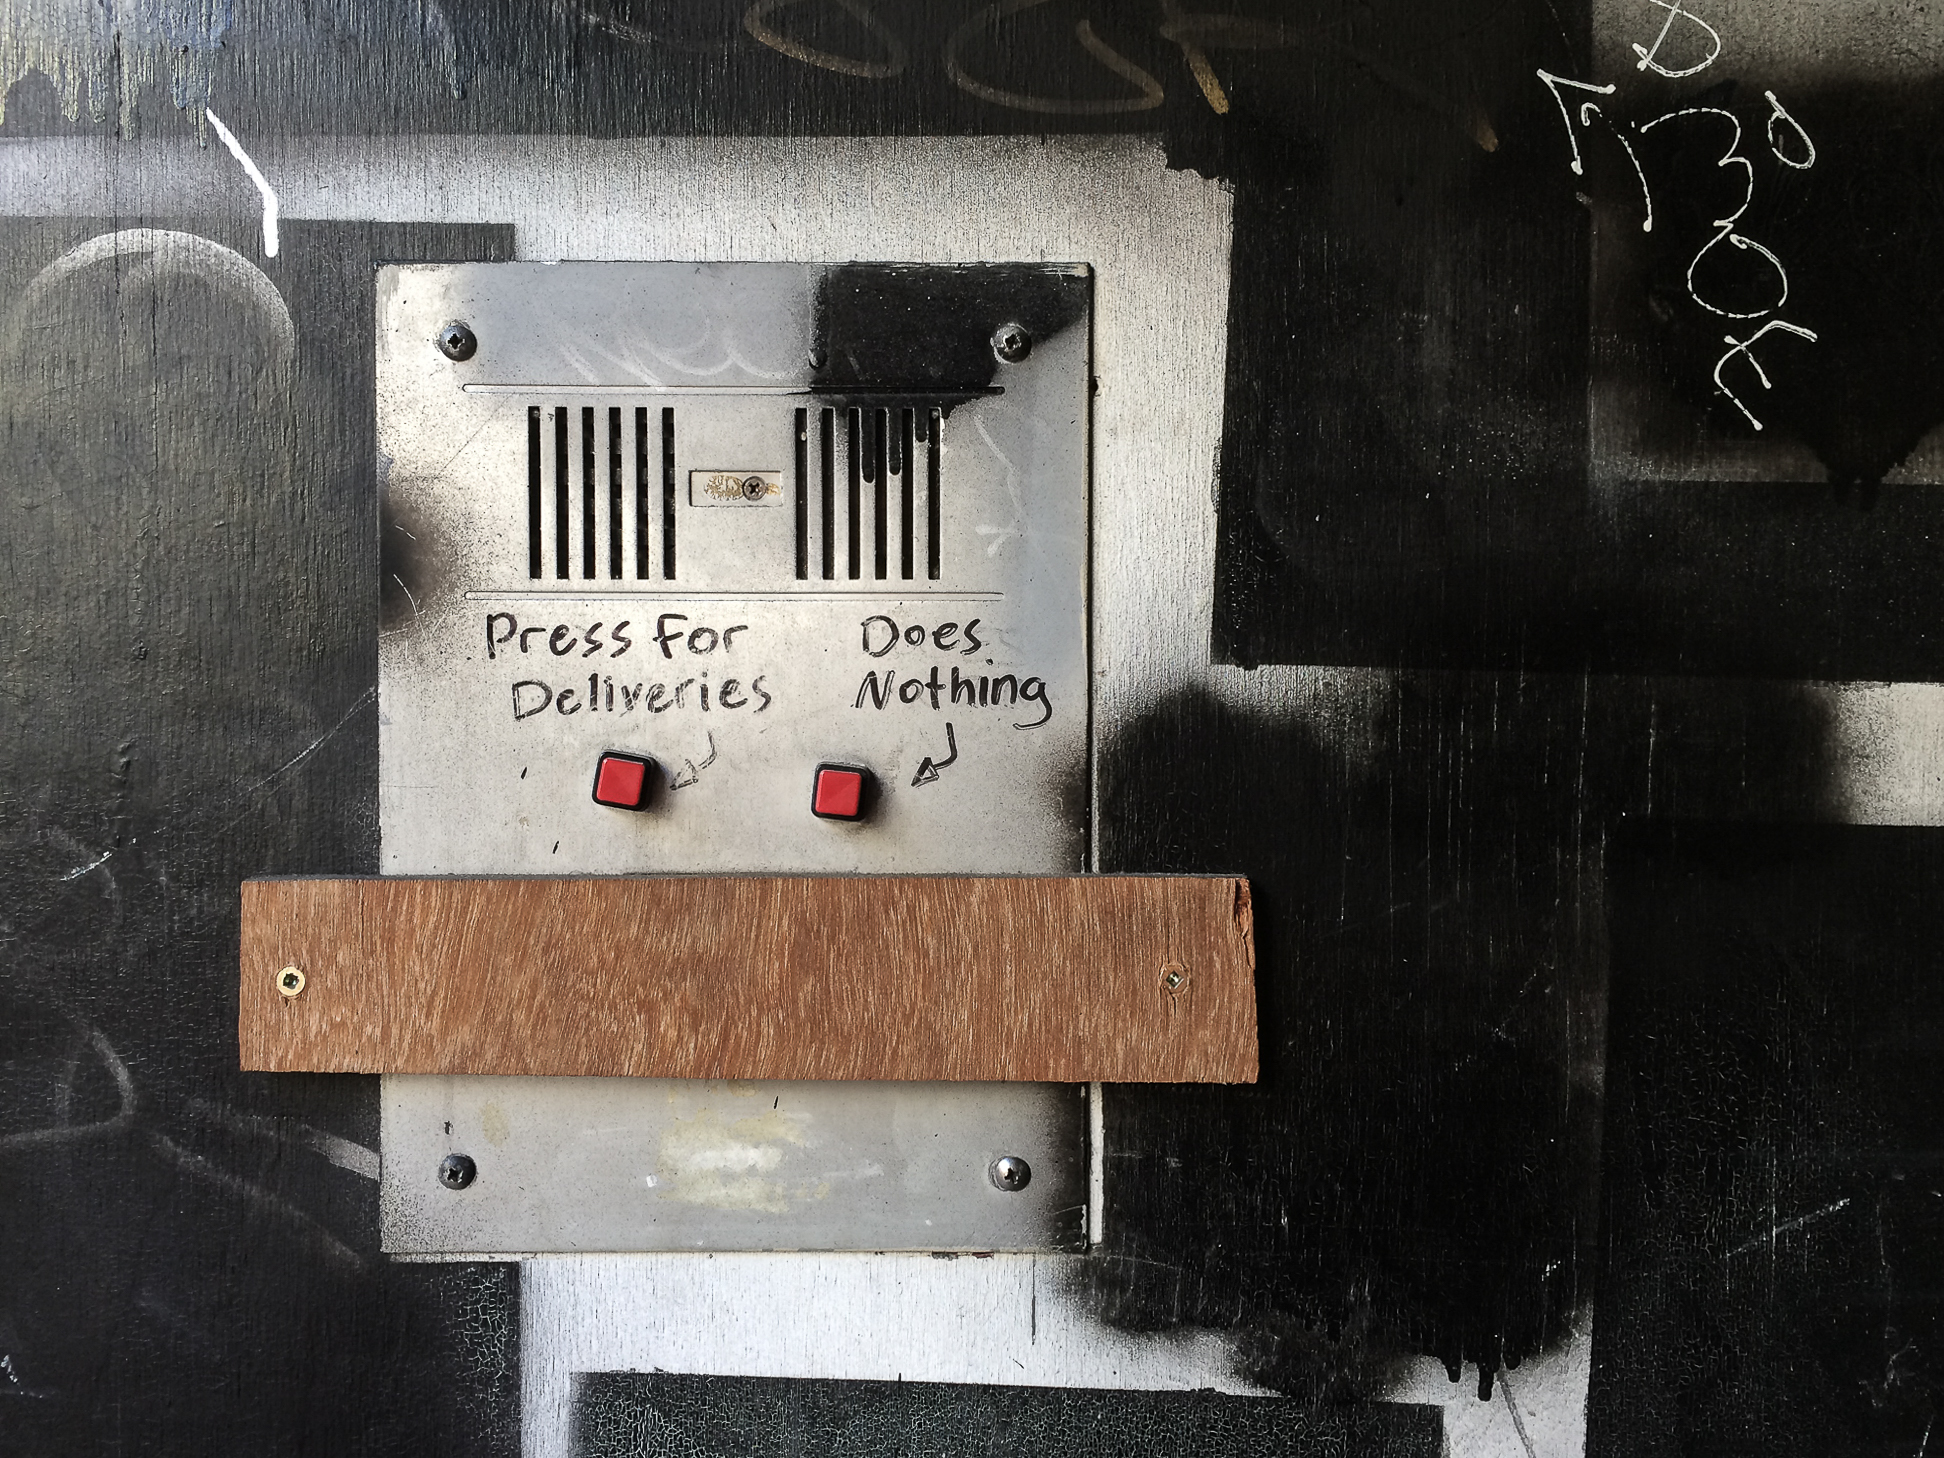 Press For
Deliveries
Does
Nothing